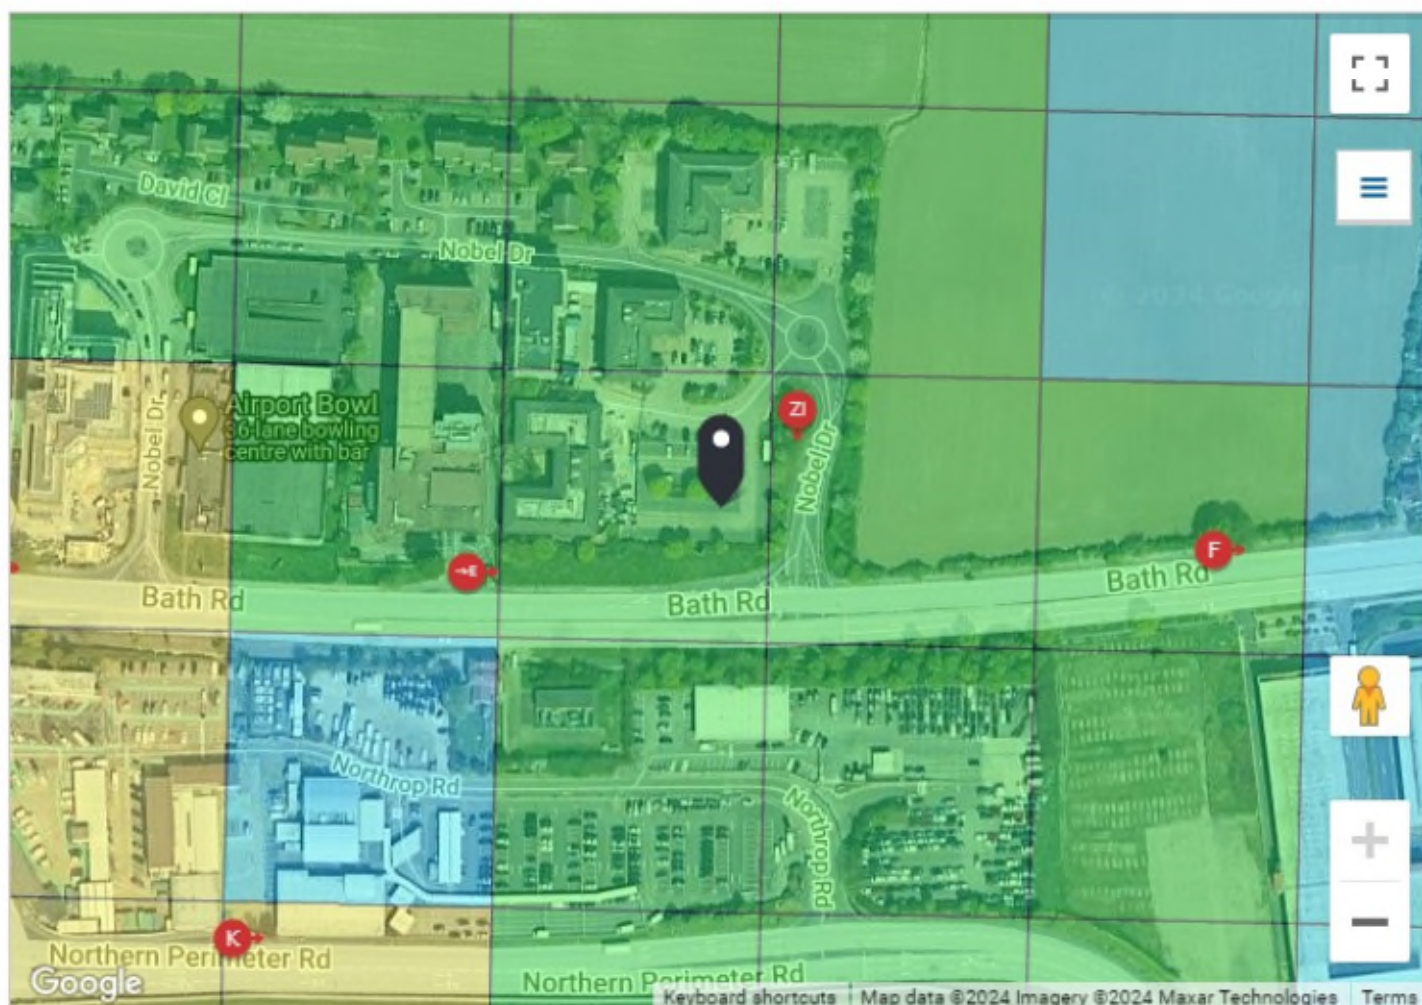 David Cl
Nobel Dr
© 2024 Google
Airport Bowl
36-lane bowling
centre with bar
Nobel Dr
ZI
Nobel Dr
E
F
Bath Rd
Bath Rd
Bath Rd
Northrop Rd
Northrop Rd
K
Northern Perimeter Rd
Northern Perimeter Rd
Google
Keyboard shortcuts
Map data ©2024 Imagery ©2024 Maxar Technologies
Terms